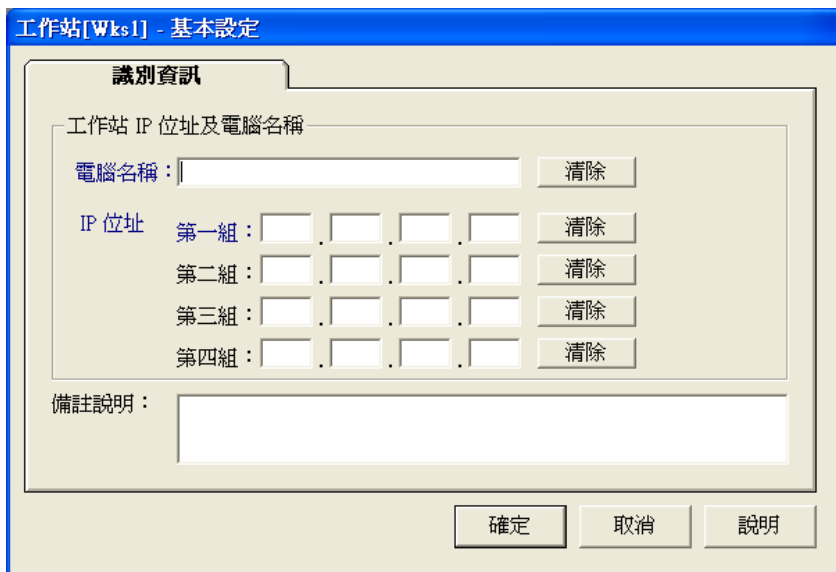 工作站[Wks1] - 基本設定
識別資訊
工作站 IP 位址及電腦名稱
電腦名稱： 清除
IP 位址 第一組： . . . 清除
第二組： . . . 清除
第三組： . . . 清除
第四組： . . . 清除
備註說明：
確定 取消 說明